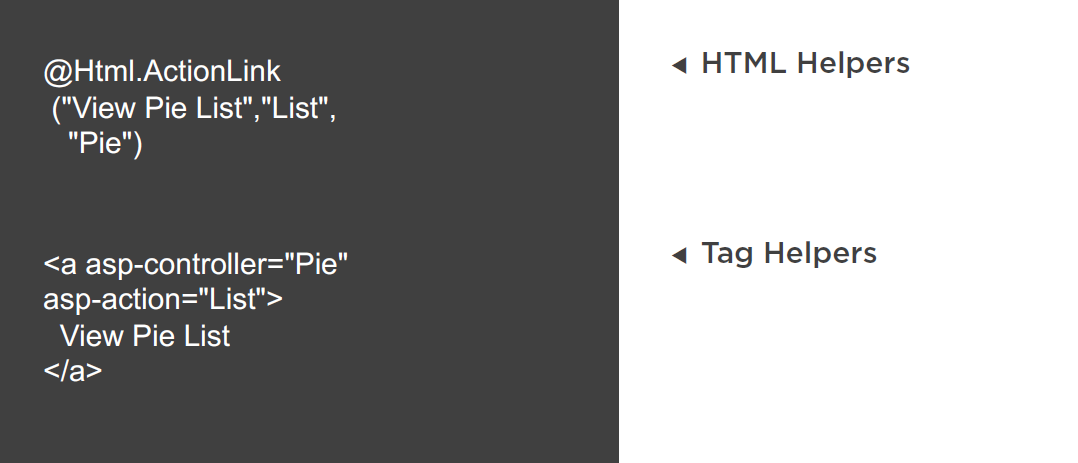 @Html.ActionLink
("View Pie List","List",
"Pie")
HTML Helpers
<a asp-controller="Pie"
asp-action="List">
View Pie List
</a>
Tag Helpers